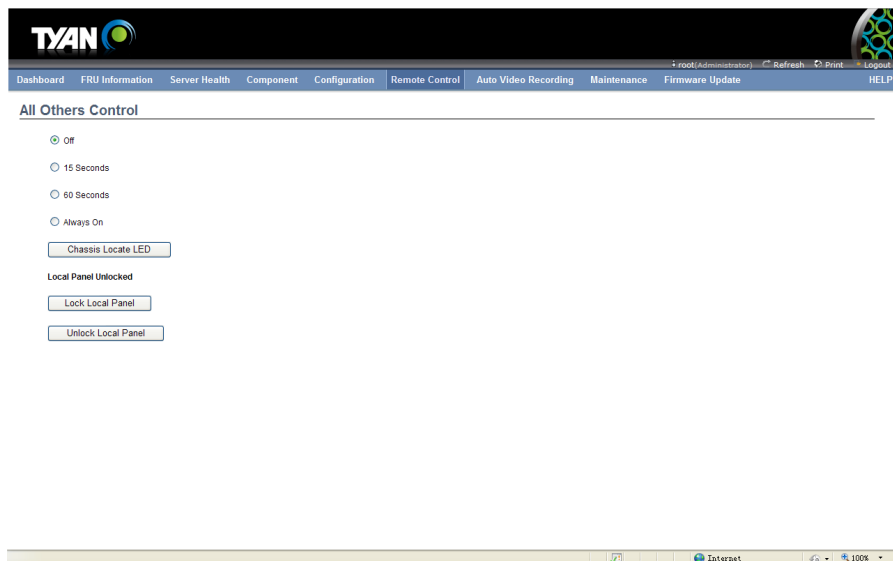 TYAN
root(Administrator) Refresh Print Logout
Dashboard FRU Information Server Health Component Configuration Remote Control Auto Video Recording Maintenance Firmware Update HELP
All Others Control
Off
15 Seconds
60 Seconds
Always On
Chassis Locate LED
Local Panel Unlocked
Lock Local Panel
Unlock Local Panel
Internet 100%